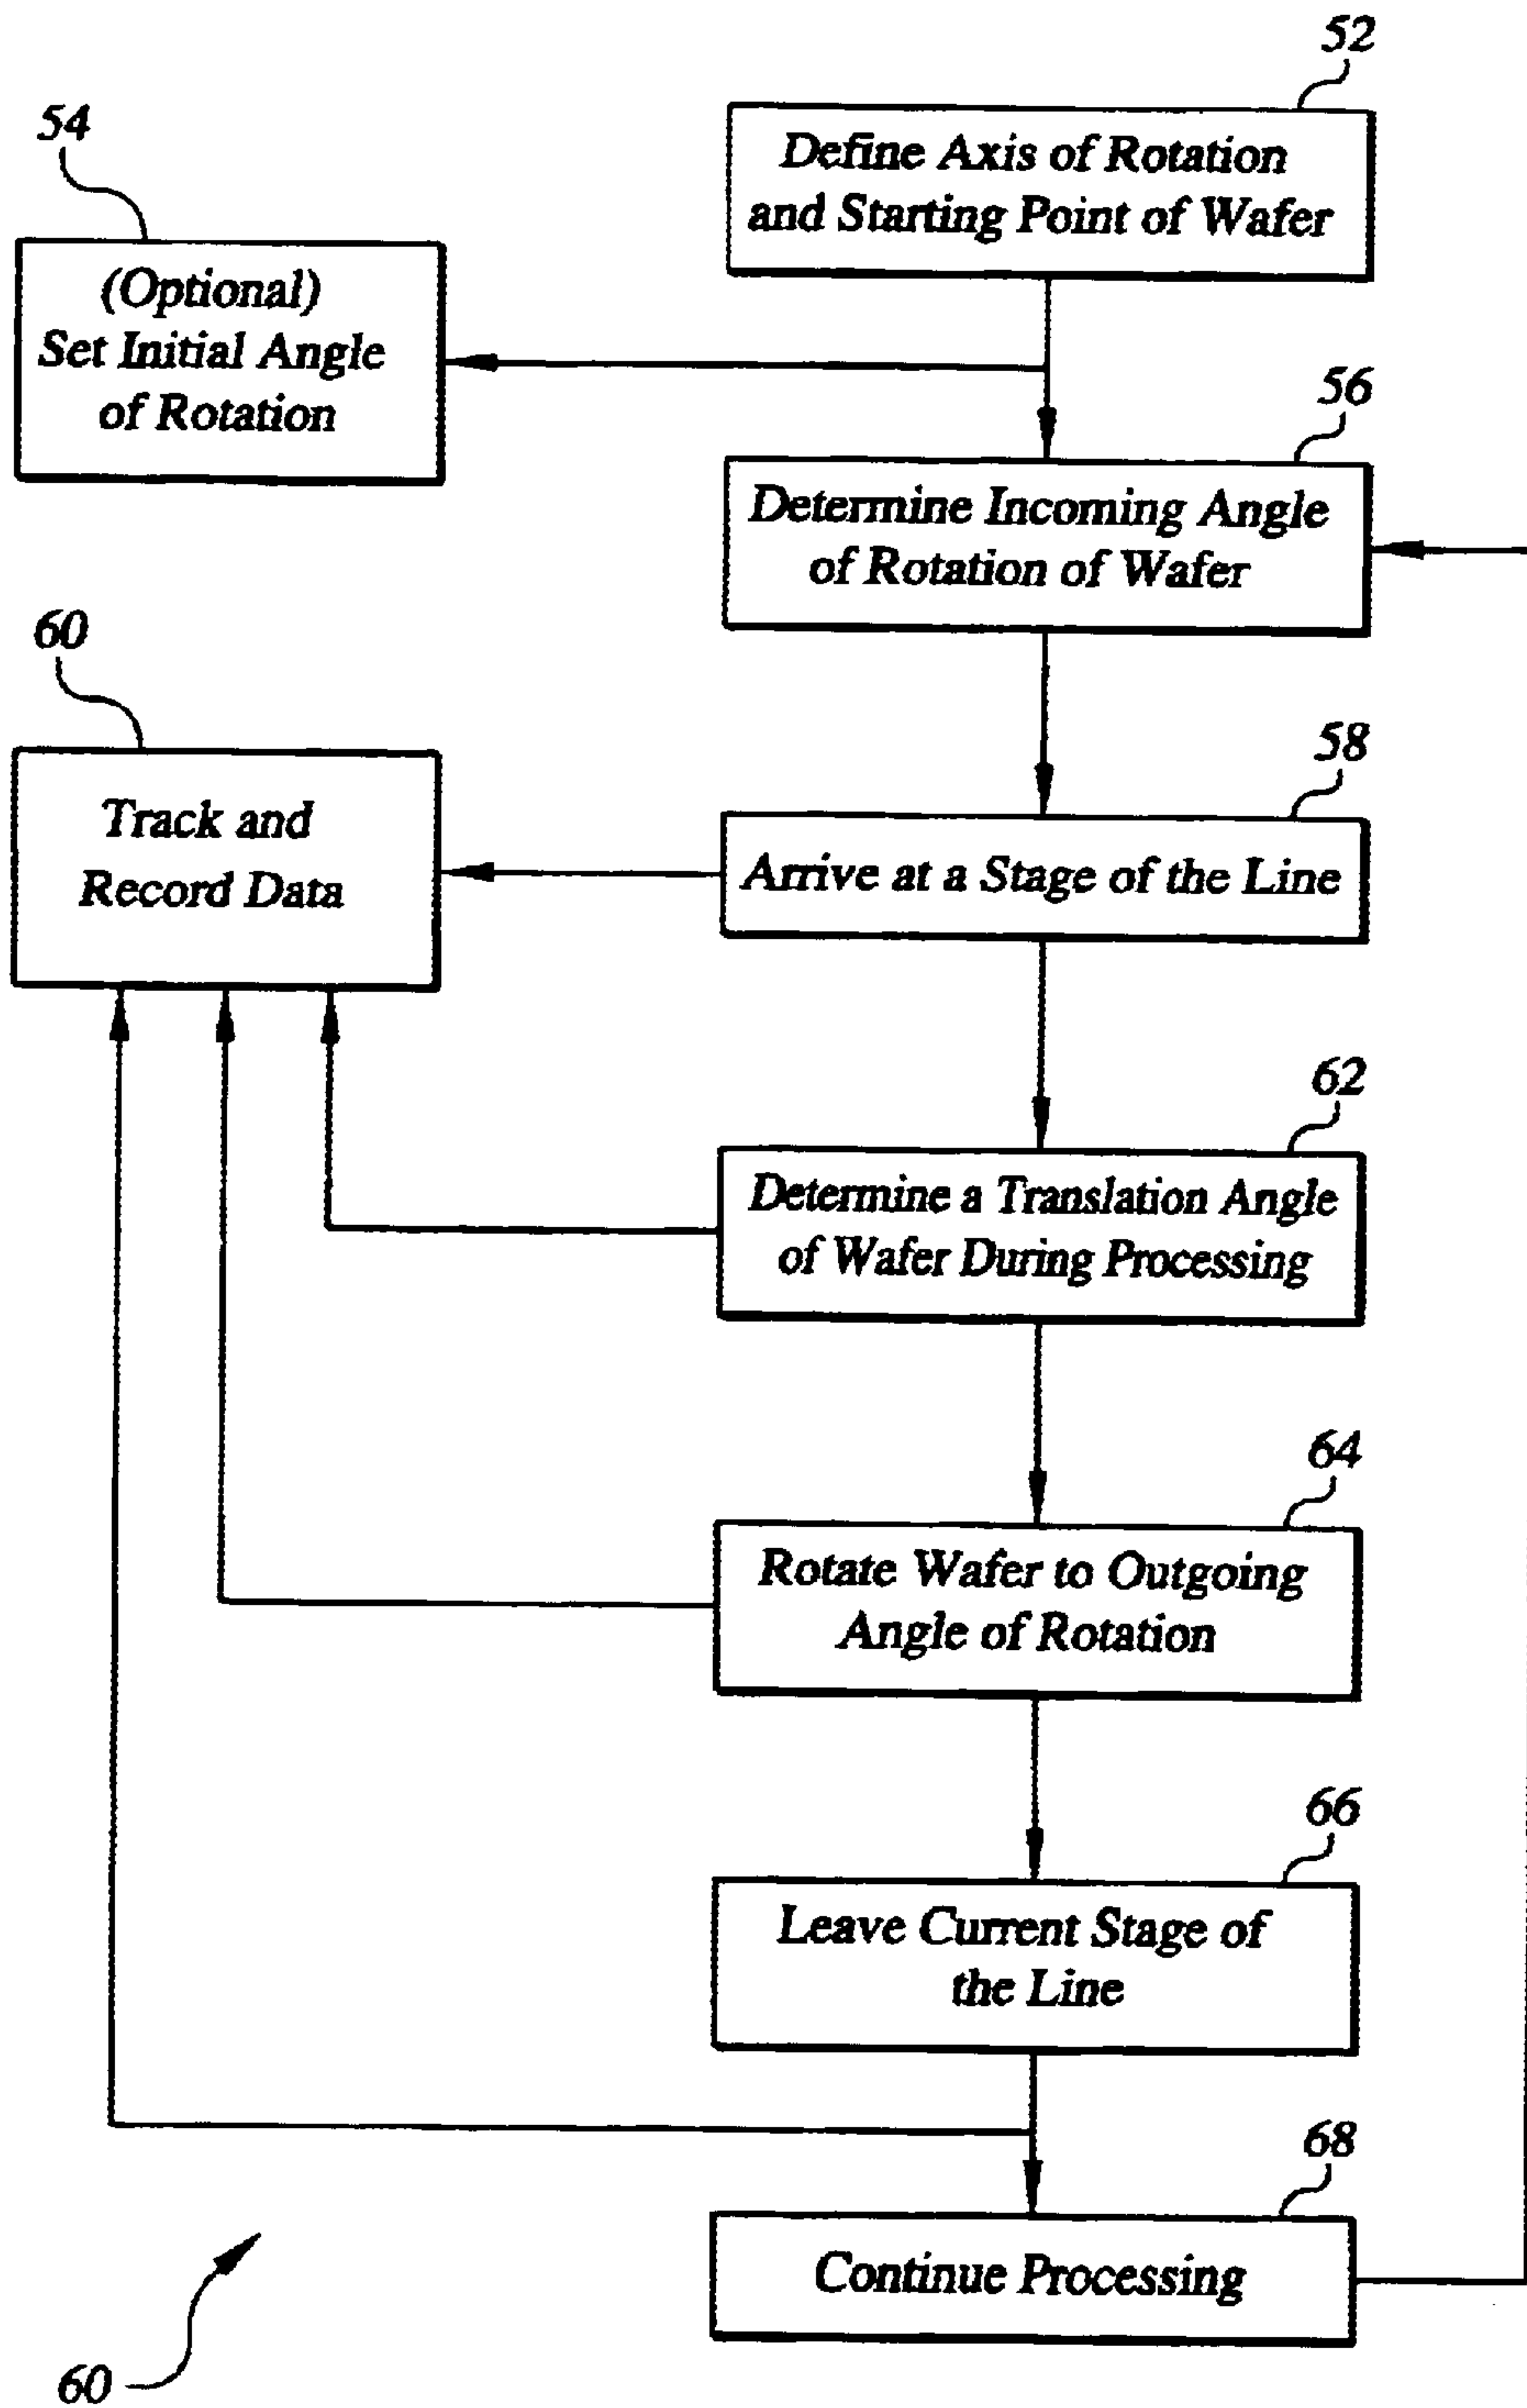 52
Define Axis of Rotation
and Starting Point of Wafer
54
(Optional)
Set Initial Angle
of Rotation
56
Determine Incoming Angle
of Rotation of Wafer
60
Track and
Record Data
58
Arrive at a Stage of the Line
62
Determine a Translation Angle
of Wafer During Processing
64
Rotate Wafer to Outgoing
Angle of Rotation
66
Leave Current Stage of
the Line
68
Continue Processing
60